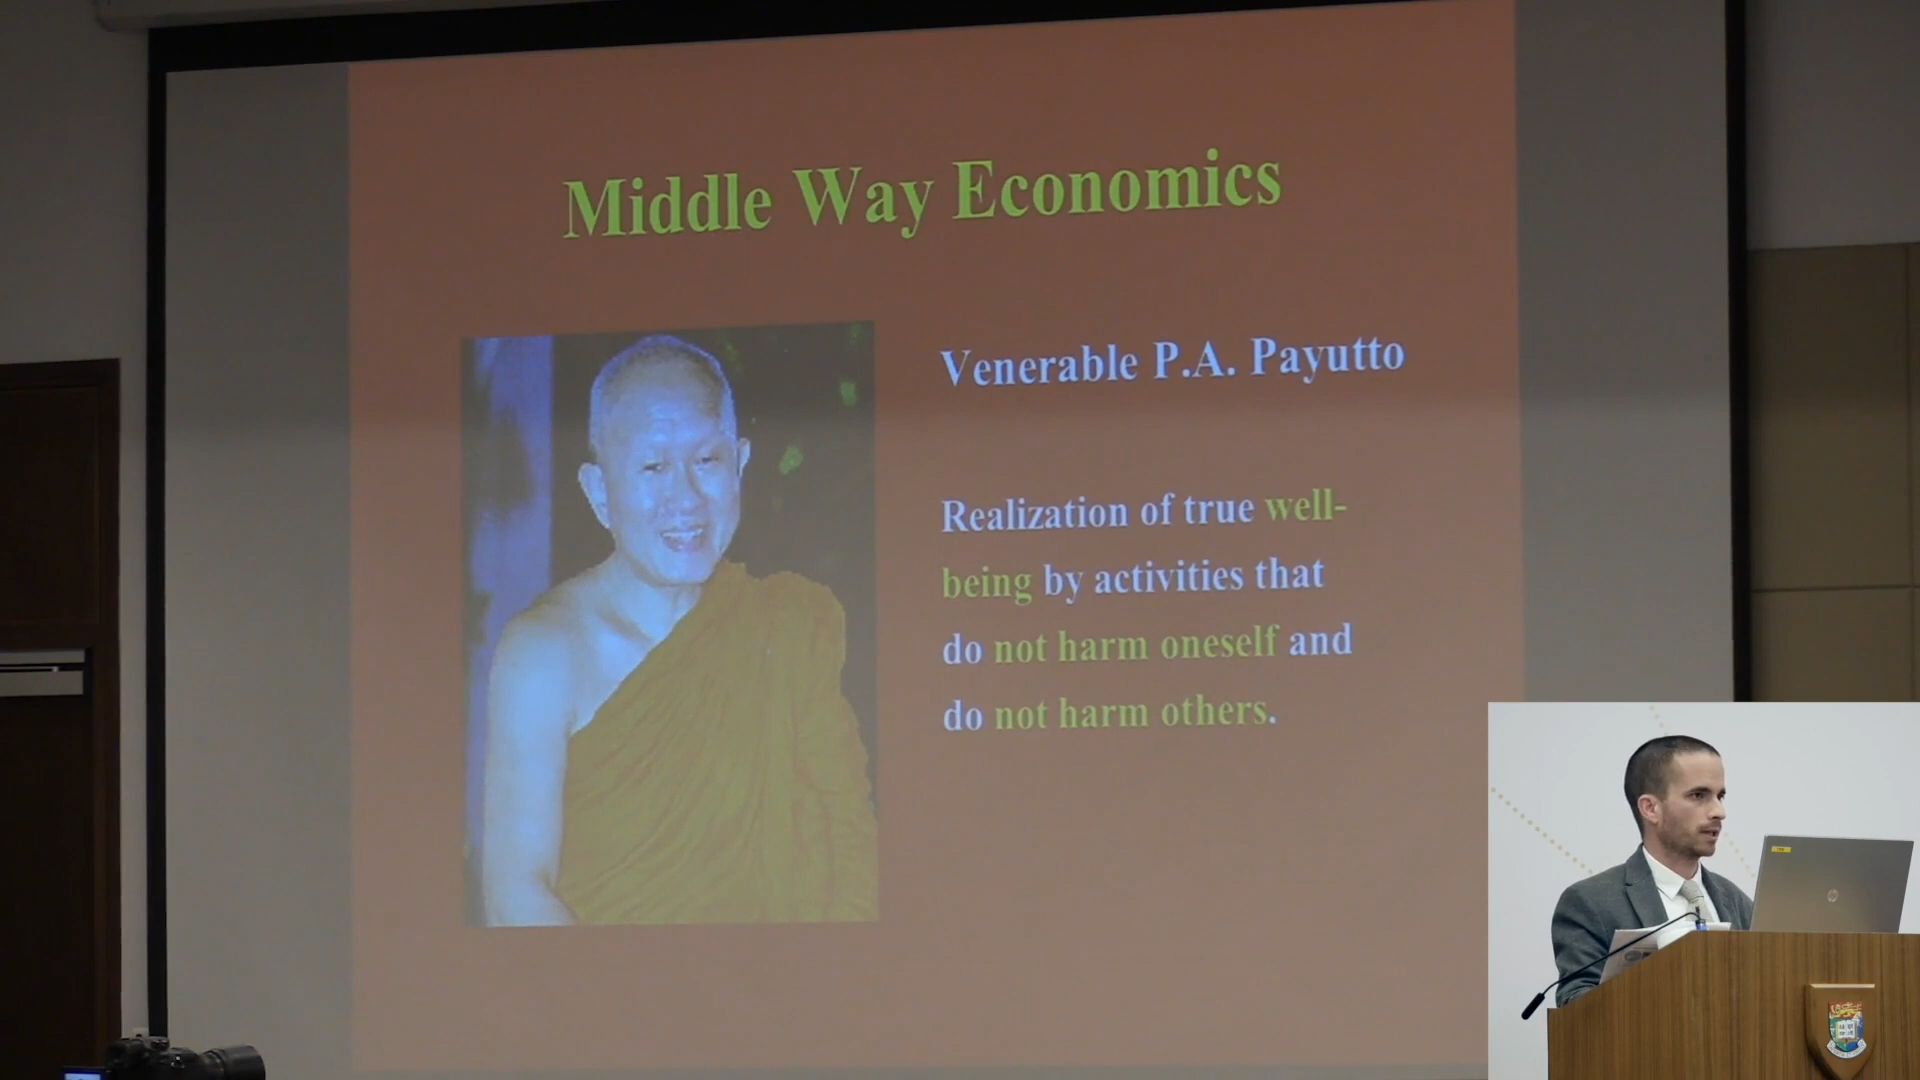 Middle Way Economics
Venerable P.A. Payutto
Realization of true well-
being by activities that
do not harm oneself and
do not harm others.